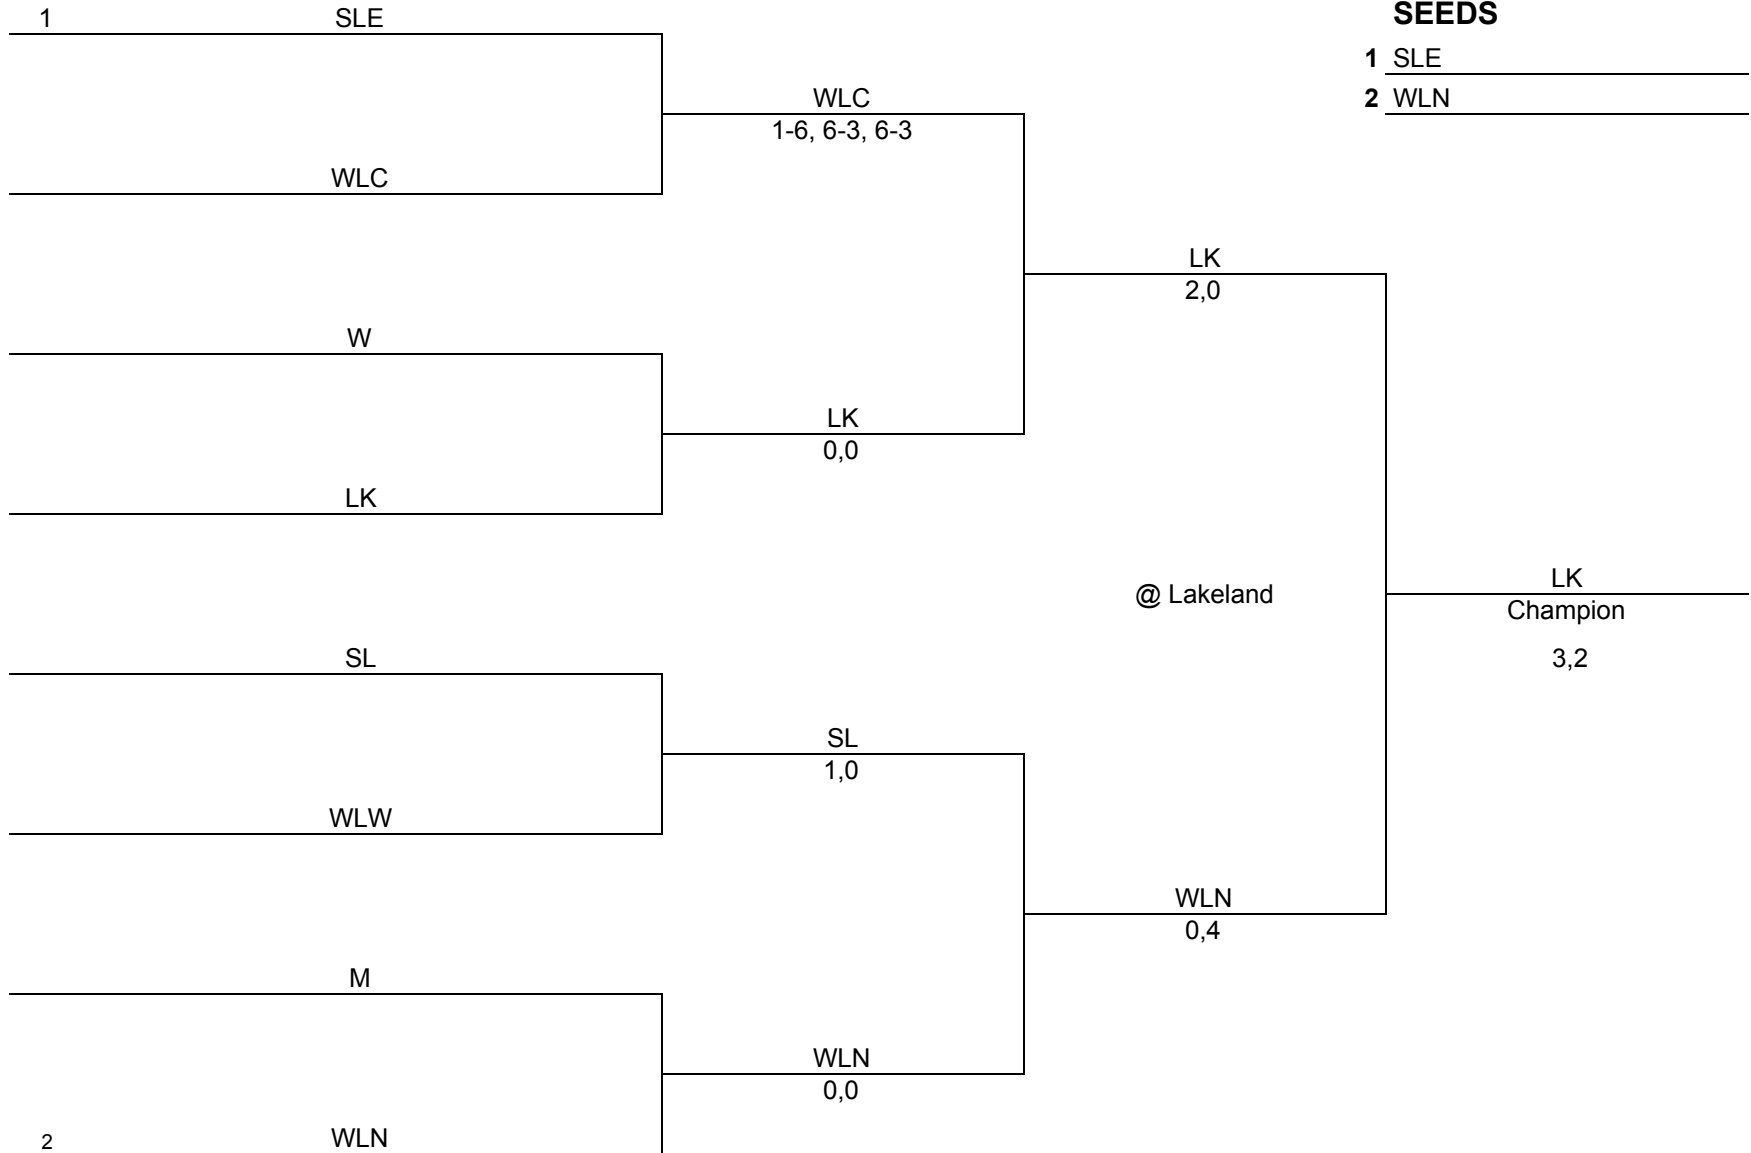 1 SLE
SEEDS
1 SLE
2 WLN
WLC
1-6, 6-3, 6-3
WLC
LK
2,0
W
LK
0,0
LK
@ Lakeland
LK
Champion
3,2
SL
SL
1,0
WLW
WLN
0,4
M
WLN
0,0
2 WLN